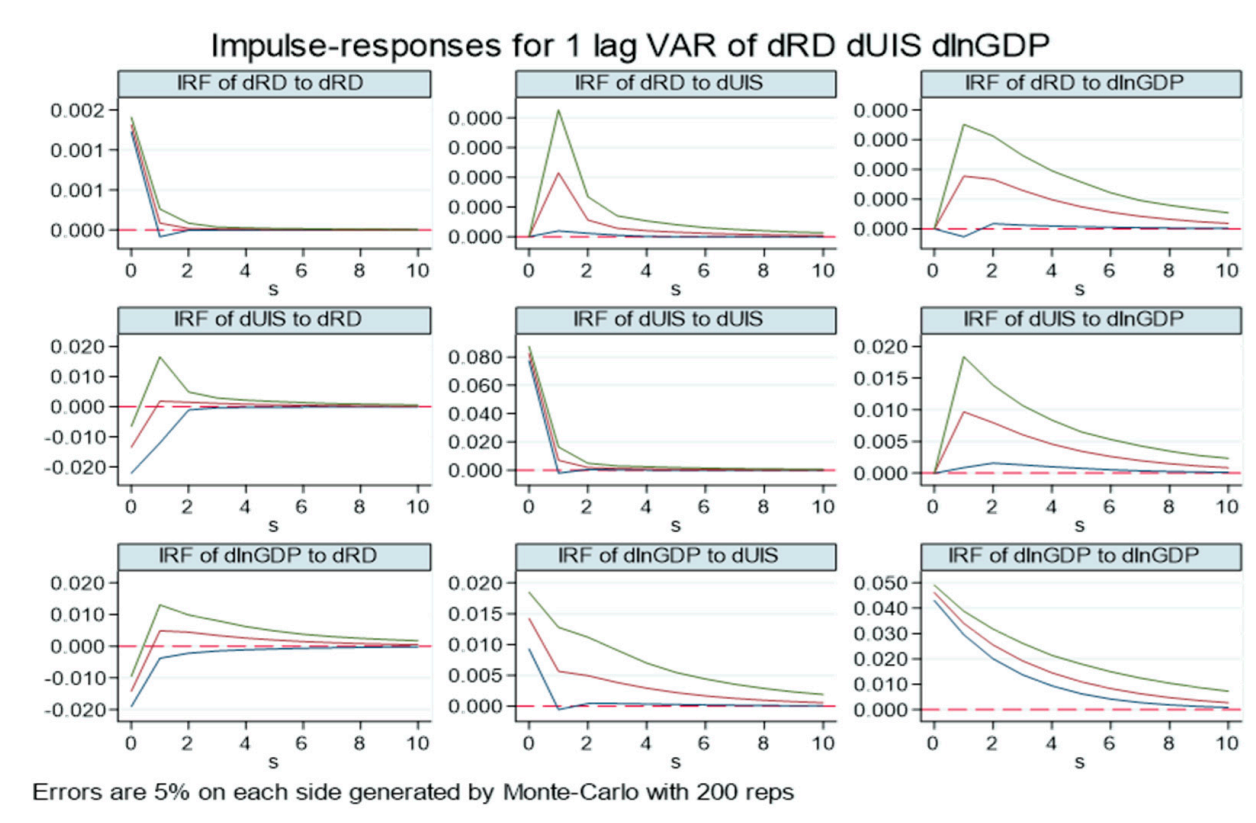 Impulse-responses for 1 lag VAR of dRD dUIS dlnGDP
IRF of dRD to dRD
0.002
0.001
0.001
0.000
0 2 4 6 8 10
s
IRF of dRD to dUIS
0.000
0.000
0.000
0.000
0.000
0 2 4 6 8 10
s
IRF of dRD to dlnGDP
0.000
0.000
0.000
0.000
0.000
0 2 4 6 8 10
s
IRF of dUIS to dRD
0.020
0.010
0.000
-0.010
-0.020
0 2 4 6 8 10
s
IRF of dUIS to dUIS
0.080
0.060
0.040
0.020
0.000
0 2 4 6 8 10
s
IRF of dUIS to dlnGDP
0.020
0.015
0.010
0.005
0.000
0 2 4 6 8 10
s
IRF of dlnGDP to dRD
0.020
0.010
0.000
-0.010
-0.020
0 2 4 6 8 10
s
IRF of dlnGDP to dUIS
0.020
0.015
0.010
0.005
0.000
0 2 4 6 8 10
s
IRF of dlnGDP to dlnGDP
0.050
0.040
0.030
0.020
0.010
0.000
0 2 4 6 8 10
s
Errors are 5% on each side generated by Monte-Carlo with 200 reps